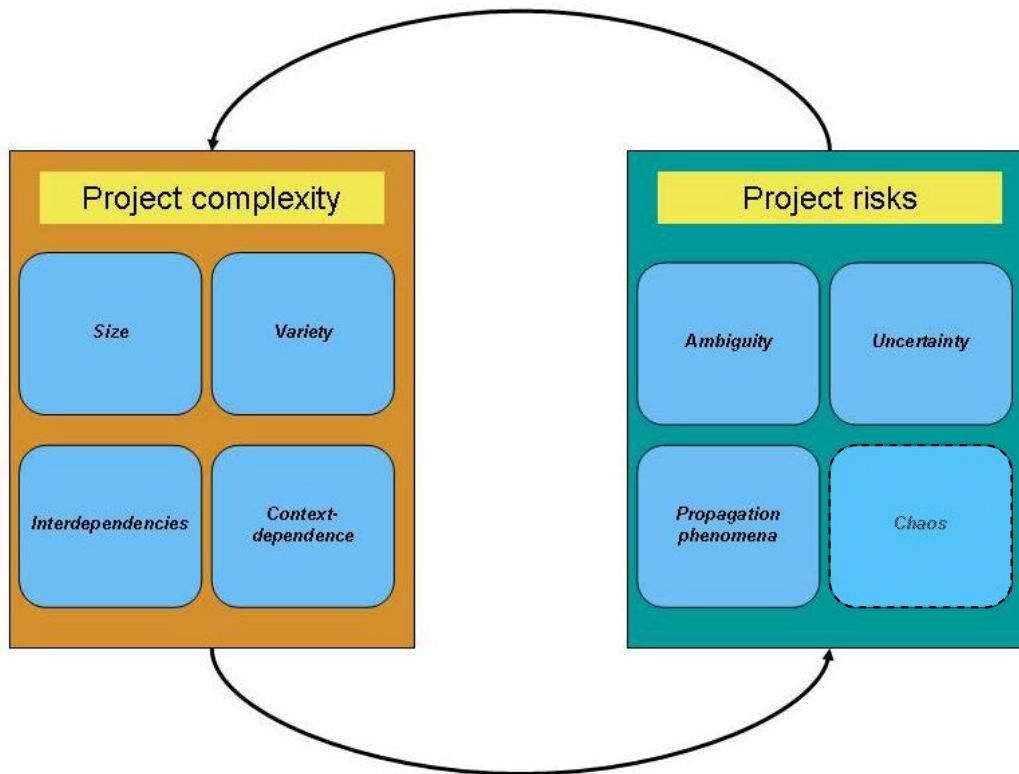 Project complexity
Size
Variety
Interdependencies
Context-
dependence
Project risks
Ambiguity
Uncertainty
Propagation
phenomena
Chaos